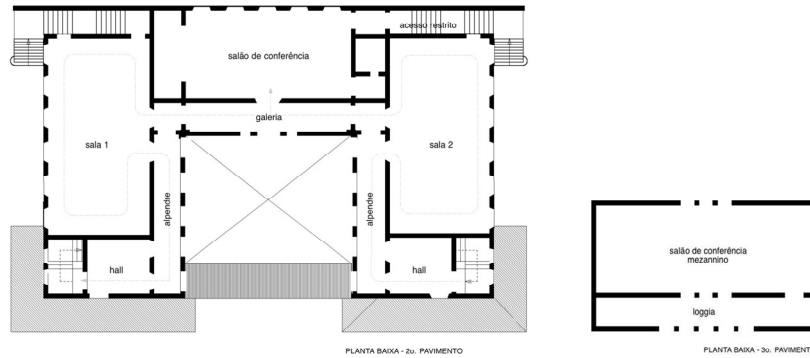 acesso restrito
salão de conferência
galeria
sala 1
sala 2
alpendre
alpendre
hall
hall
PLANTA BAIXA - 2o. PAVIMENTO
salão de conferência
mezannino
loggia
PLANTA BAIXA - 3o. PAVIMENT